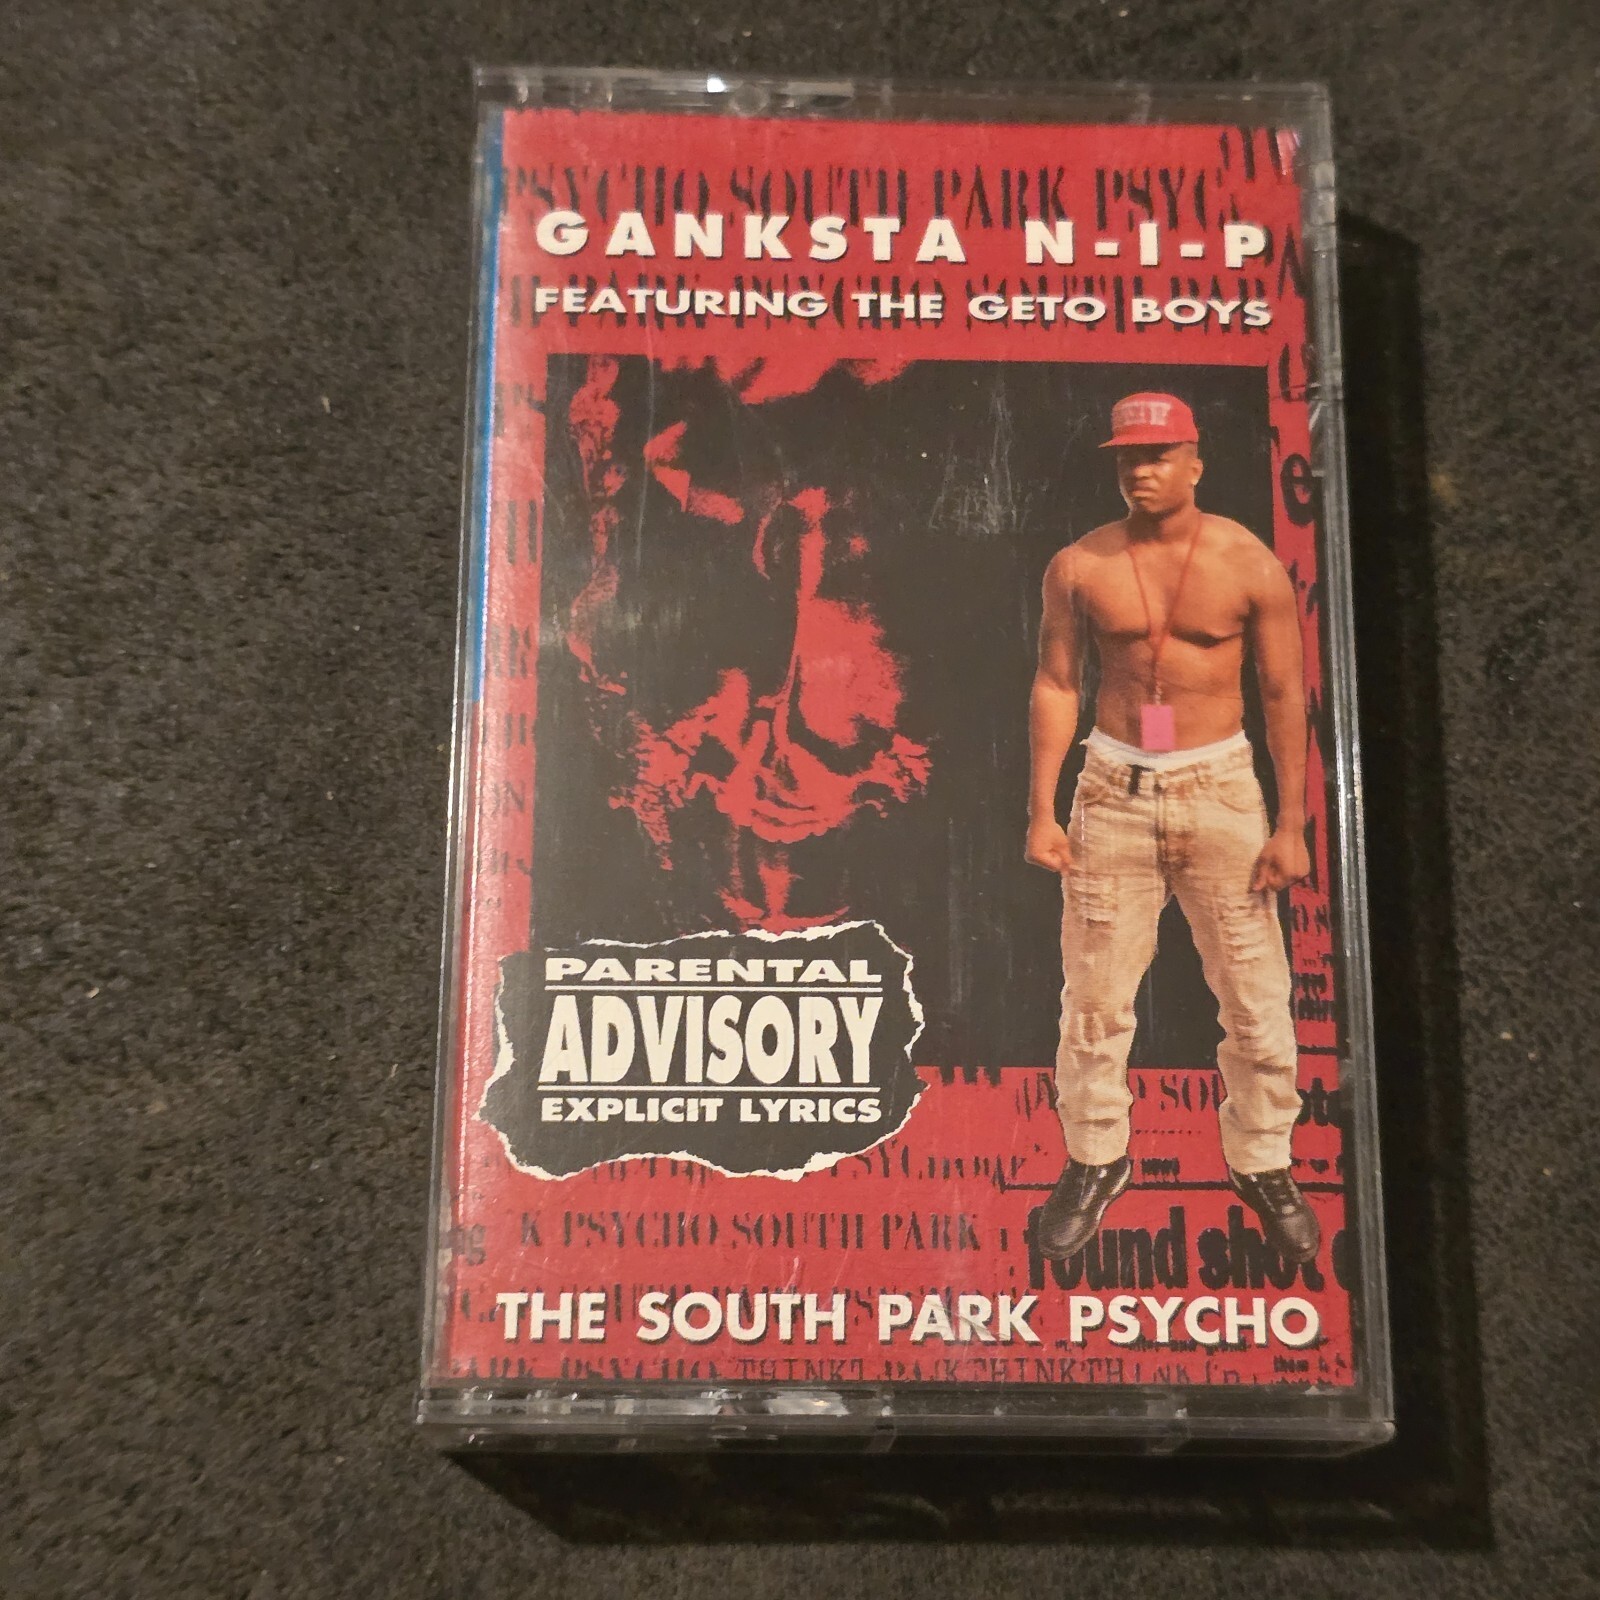 PSYCHO SOUTH PARK PSYC
GANKSTA N-I-P
FEATURING THE GETO BOYS
PARENTAL
ADVISORY
EXPLICIT LYRICS
K PSYCHO SOUTH PARK
found shot
THE SOUTH PARK PSYCHO